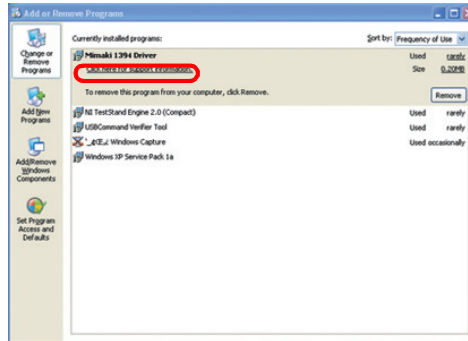 Add or Remove Programs
Change or
Remove
Programs
Add New
Programs
Add/Remove
Windows
Components
Set Program
Access and
Defaults
Currently installed programs:
Sort by: Frequency of Use
Mimaki 1394 Driver
Used rarely
Click here for support information.
Size 0.20MB
To remove this program from your computer, click Remove.
Remove
NI TestStand Engine 2.0 (Compact)
Used rarely
USBCommand Verifier Tool
Used rarely
Windows Capture
Used occasionally
Windows XP Service Pack 1a